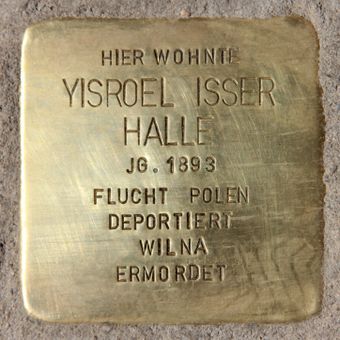 HIER WOHNTE
YISROEL ISSER
HALLE
JG. 1893
FLUCHT POLEN
DEPORTIERT
WILNA
ERMORDET